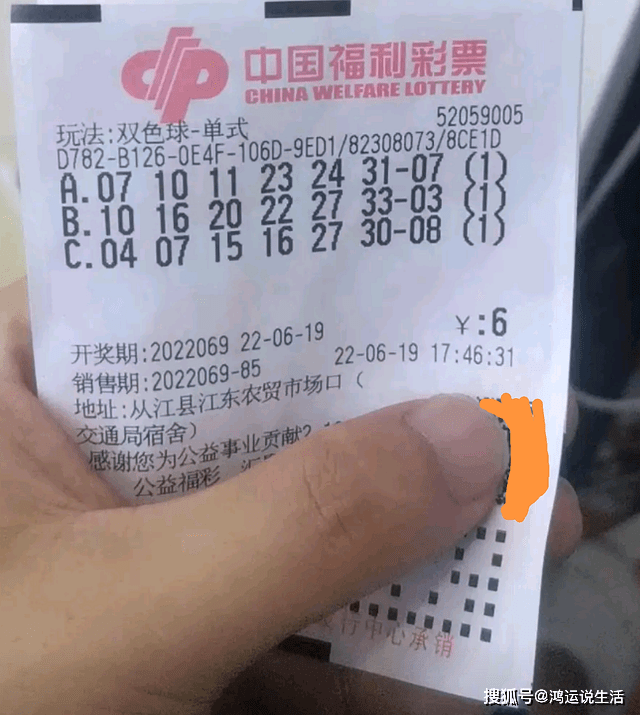 中国福利彩票
CHINA WELFARE LOTTERY
玩法:双色球-单式 52059005
D782-B126-0E4F-106D-9ED1/82308073/8CE1D
A.07 10 11 23 24 31-07 (1)
B.10 16 20 22 27 33-03 (1)
C.04 07 15 16 27 30-08 (1)
¥:6
开奖期:2022069 22-06-19
销售期:2022069-85 22-06-19 17:46:31
地址:从江县江东农贸市场口(
交通局宿舍)
感谢您为公益事业贡献2.
公益福彩
行中心承销
搜狐号@鸿运说生活